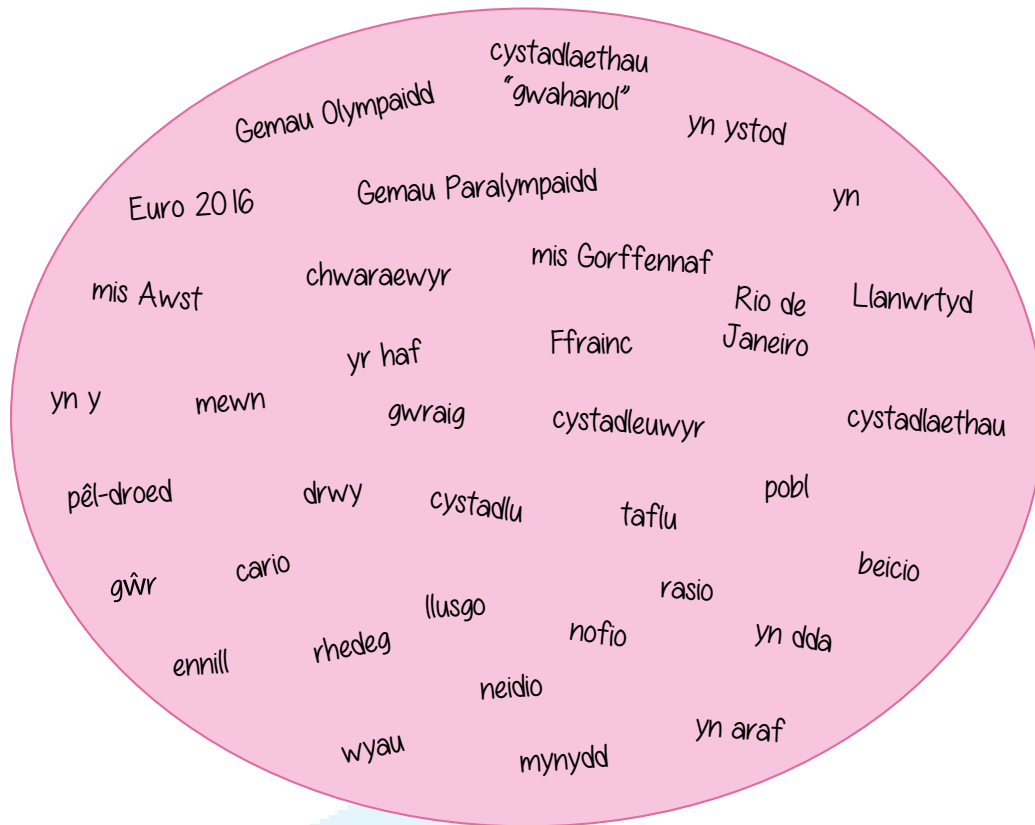 cystadlaethau
“gwahanol”
Gemau Olympaidd
yn ystod
Euro 2016
Gemau Paralympaidd
yn
mis Awst
chwaraewyr
mis Gorffennaf
Rio de
Janeiro
Llanwrtyd
yr haf
Ffrainc
yn y
mewn
gwraig
cystadleuwyr
cystadlaethau
pêl-droed
drwy
cystadlu
taflu
pobl
gŵr
cario
llusgo
rasio
beicio
ennill
rhedeg
nofio
yn dda
neidio
wyau
mynydd
yn araf